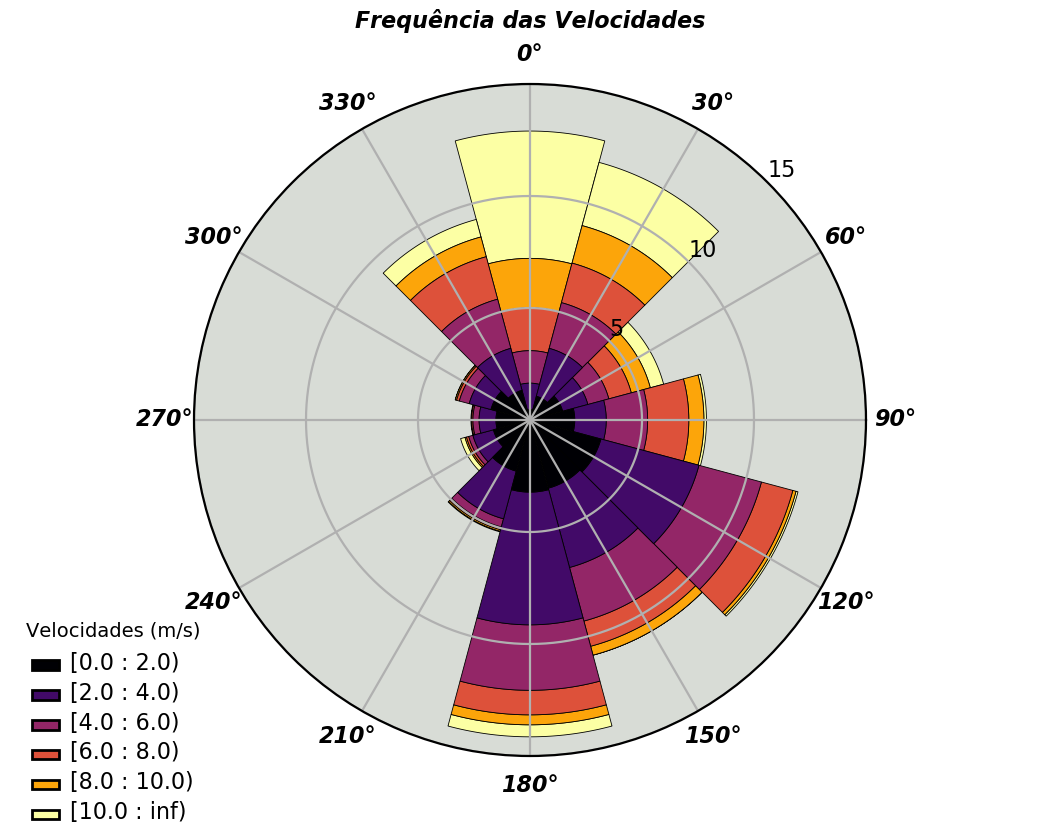 Frequência das Velocidades
0°
330°
30°
15
300°
60°
10
5
270°
90°
240°
120°
210°
150°
180°
Velocidades (m/s)
[0.0 : 2.0)
[2.0 : 4.0)
[4.0 : 6.0)
[6.0 : 8.0)
[8.0 : 10.0)
[10.0 : inf)